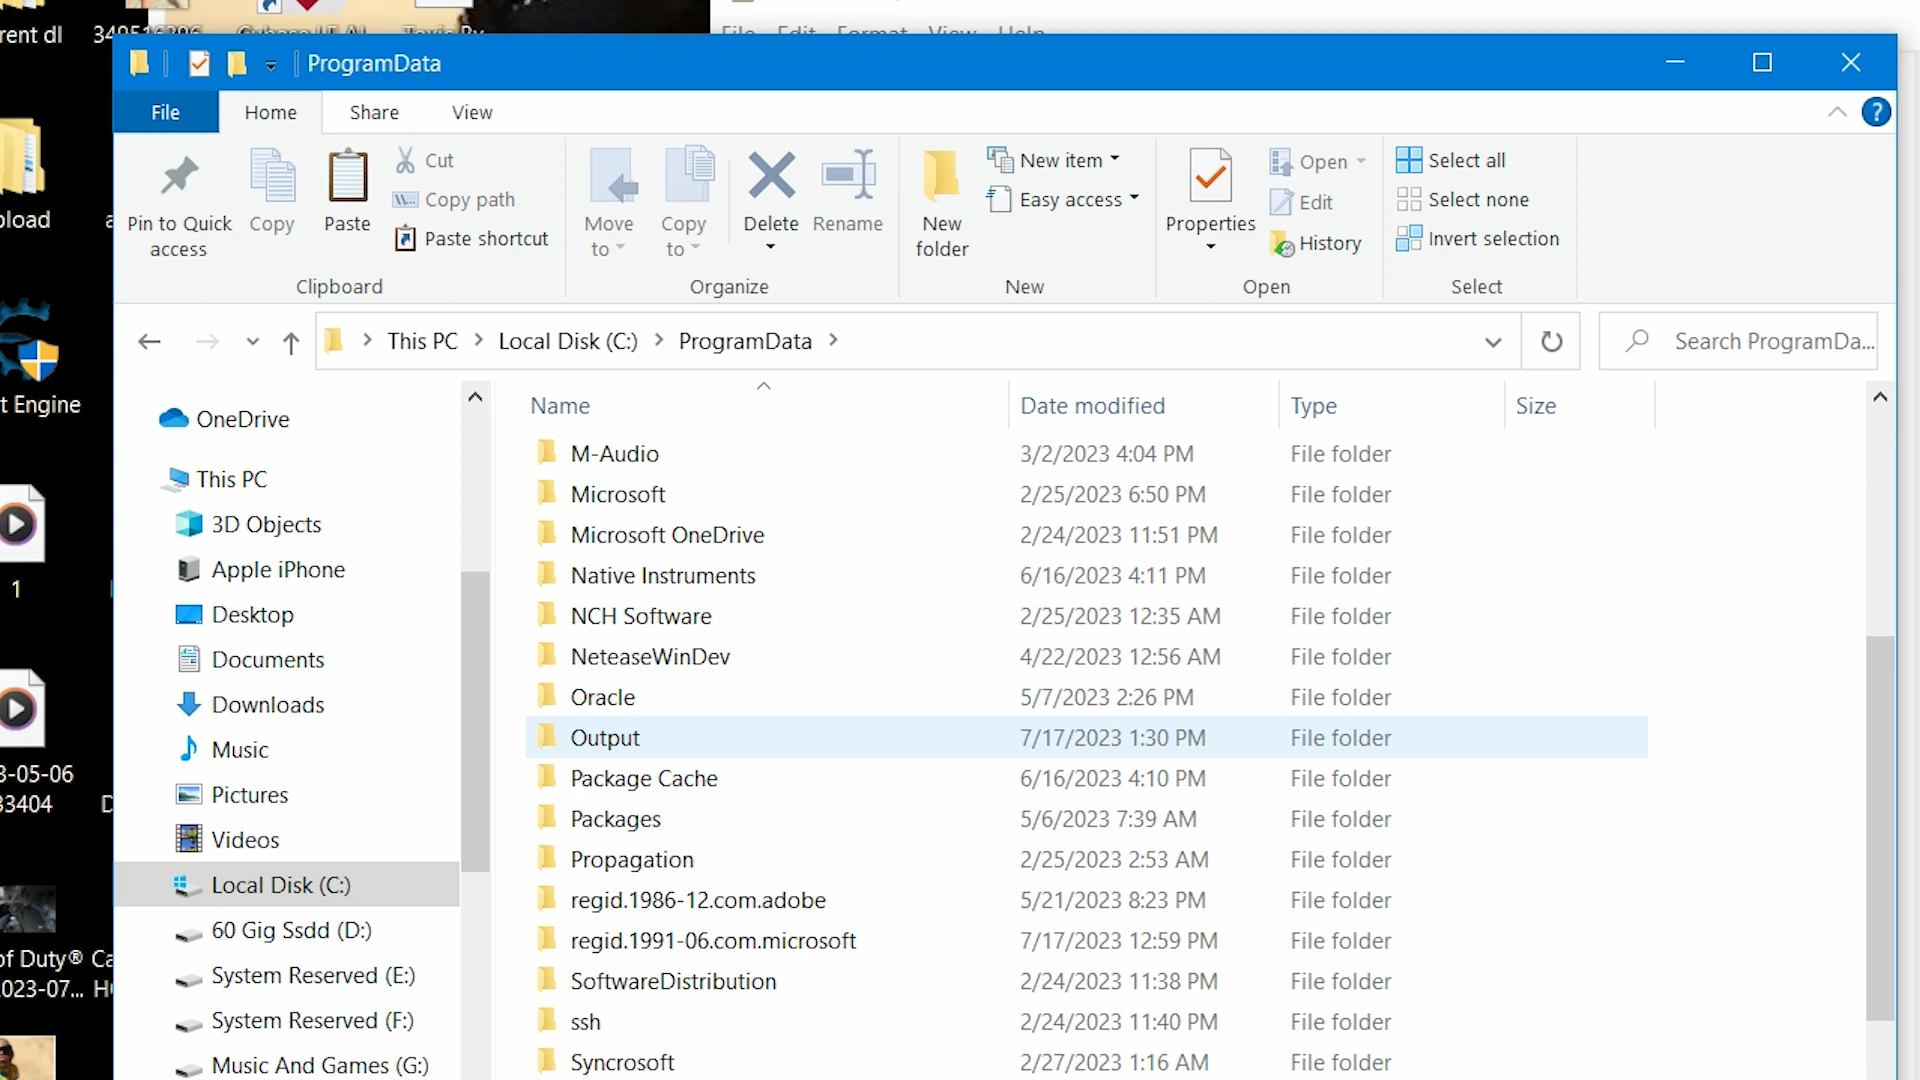 rent dl
File Edit Format View Help
ProgramData
File
Home
Share
View
?
Pin to Quick access
Copy
Paste
Cut
Copy path
Paste shortcut
Clipboard
Move to
Copy to
Delete
Rename
Organize
New folder
New item
Easy access
New
Properties
Open
Edit
History
Open
Select all
Select none
Invert selection
Select
This PC
Local Disk (C:)
ProgramData
Search ProgramDa...
load
t Engine
1
3-05-06
33404
of Duty® Ca
2023-07... H
OneDrive
This PC
3D Objects
Apple iPhone
Desktop
Documents
Downloads
Music
Pictures
Videos
Local Disk (C:)
60 Gig Ssdd (D:)
System Reserved (E:)
System Reserved (F:)
Music And Games (G:)
Name Date modified Type Size
M-Audio 3/2/2023 4:04 PM File folder
Microsoft 2/25/2023 6:50 PM File folder
Microsoft OneDrive 2/24/2023 11:51 PM File folder
Native Instruments 6/16/2023 4:11 PM File folder
NCH Software 2/25/2023 12:35 AM File folder
NeteaseWinDev 4/22/2023 12:56 AM File folder
Oracle 5/7/2023 2:26 PM File folder
Output 7/17/2023 1:30 PM File folder
Package Cache 6/16/2023 4:10 PM File folder
Packages 5/6/2023 7:39 AM File folder
Propagation 2/25/2023 2:53 AM File folder
regid.1986-12.com.adobe 5/21/2023 8:23 PM File folder
regid.1991-06.com.microsoft 7/17/2023 12:59 PM File folder
SoftwareDistribution 2/24/2023 11:38 PM File folder
ssh 2/24/2023 11:40 PM File folder
Syncrosoft 2/27/2023 1:16 AM File folder